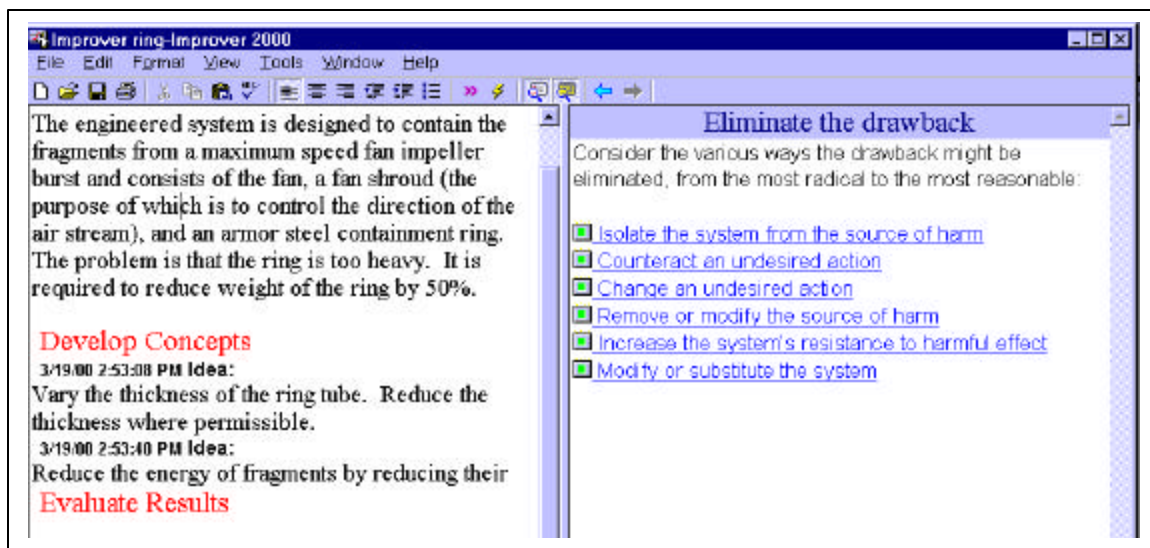 Improver ring-Improver 2000
File Edit Format View Tools Window Help
The engineered system is designed to contain the
fragments from a maximum speed fan impeller
burst and consists of the fan, a fan shroud (the
purpose of which is to control the direction of the
air stream), and an armor steel containment ring.
The problem is that the ring is too heavy. It is
required to reduce weight of the ring by 50%.
Develop Concepts
3/19/00 2:53:08 PM Idea:
Vary the thickness of the ring tube. Reduce the
thickness where permissible.
3/19/00 2:53:40 PM Idea:
Reduce the energy of fragments by reducing their
Evaluate Results
Eliminate the drawback
Consider the various ways the drawback might be
eliminated, from the most radical to the most reasonable:
Isolate the system from the source of harm
Counteract an undesired action
Change an undesired action
Remove or modify the source of harm
Increase the system's resistance to harmful effect
Modify or substitute the system